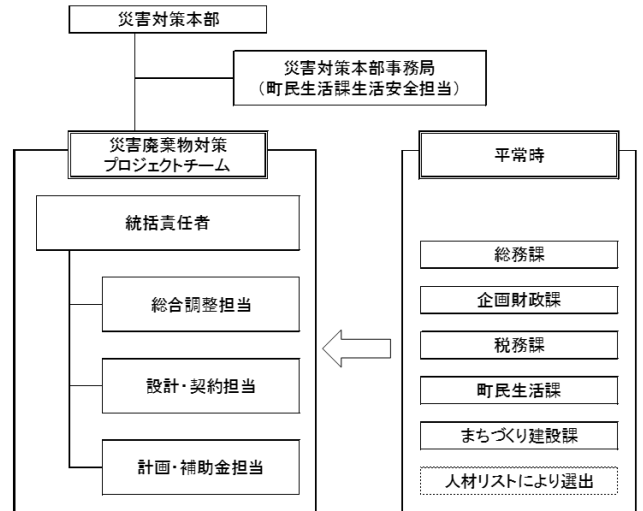 災害対策本部
災害対策本部事務局
（町民生活課生活安全担当）
災害廃棄物対策
プロジェクトチーム
統括責任者
総合調整担当
設計・契約担当
計画・補助金担当
平常時
総務課
企画財政課
税務課
町民生活課
まちづくり建設課
人材リストにより選出